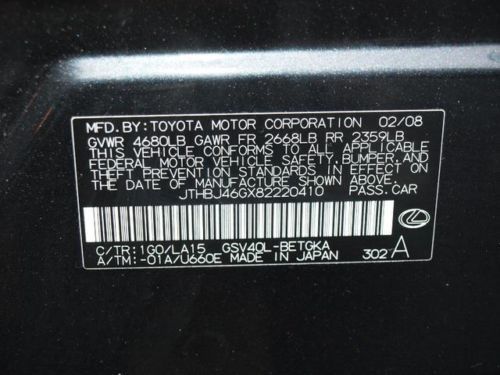 MFD.BY:TOYOTA MOTOR CORPORATION 02/08
GVWR 4680LB GAWR FR 2668LB RR 2359LB
THIS VEHICLE CONFORMS TO ALL APPLICABLE
FEDERAL MOTOR VEHICLE SAFETY,BUMPER,AND
THEFT PREVENTION STANDARDS IN EFFECT ON
THE DATE OF MANUFACTURE SHOWN ABOVE.
JTHBJ46GX82220410 PASS.CAR
C/TR:1G0/LA15 GSV40L-BETGKA
A/TM:-01A/U660E MADE IN JAPAN 302 A